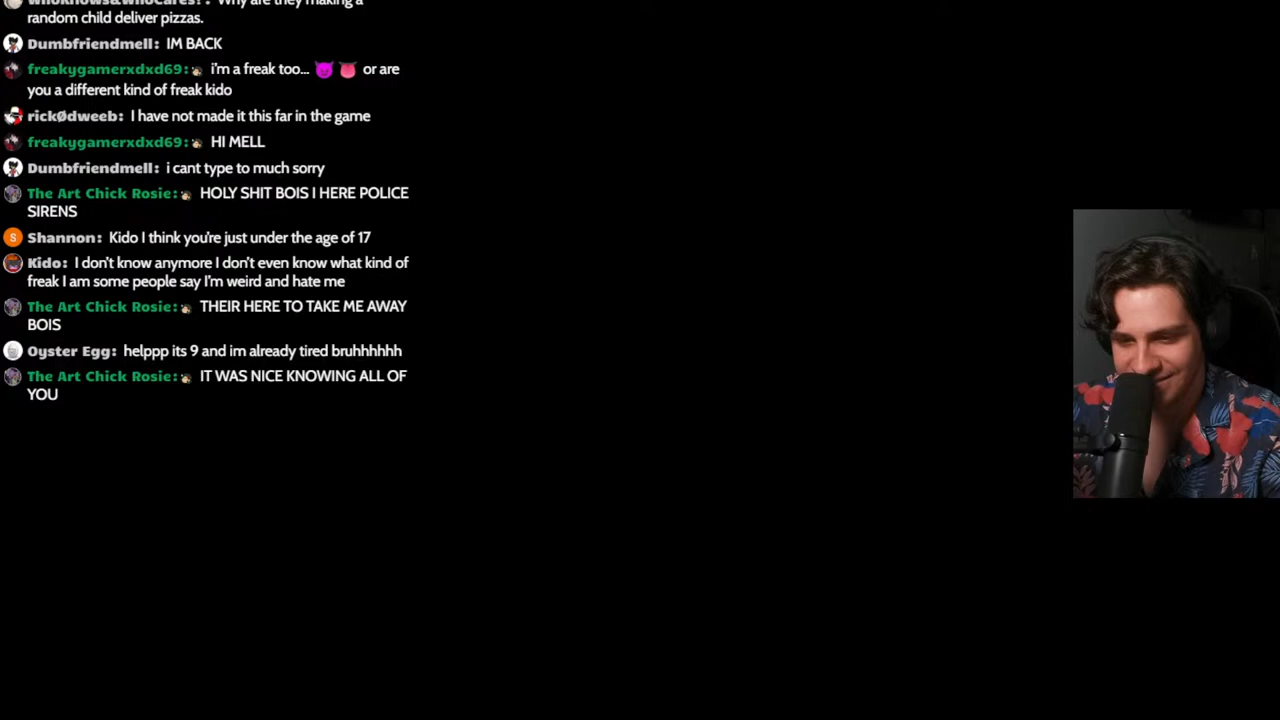 WhoKnows&WhoCares!: Why are they making a
random child deliver pizzas.
Dumbfriendmell: IM BACK
freakygamerxdxd69: i'm a freak too... 😈 👅 or are
you a different kind of freak kido
rickØdweeb: I have not made it this far in the game
freakygamerxdxd69: HI MELL
Dumbfriendmell: i cant type to much sorry
The Art Chick Rosie: HOLY SHIT BOIS I HERE POLICE
SIRENS
S Shannon: Kido I think you're just under the age of 17
Kido: I don't know anymore I don't even know what kind of
freak I am some people say I'm weird and hate me
The Art Chick Rosie: THEIR HERE TO TAKE ME AWAY
BOIS
Oyster Egg: helppp its 9 and im already tired bruhhhhhh
The Art Chick Rosie: IT WAS NICE KNOWING ALL OF
YOU